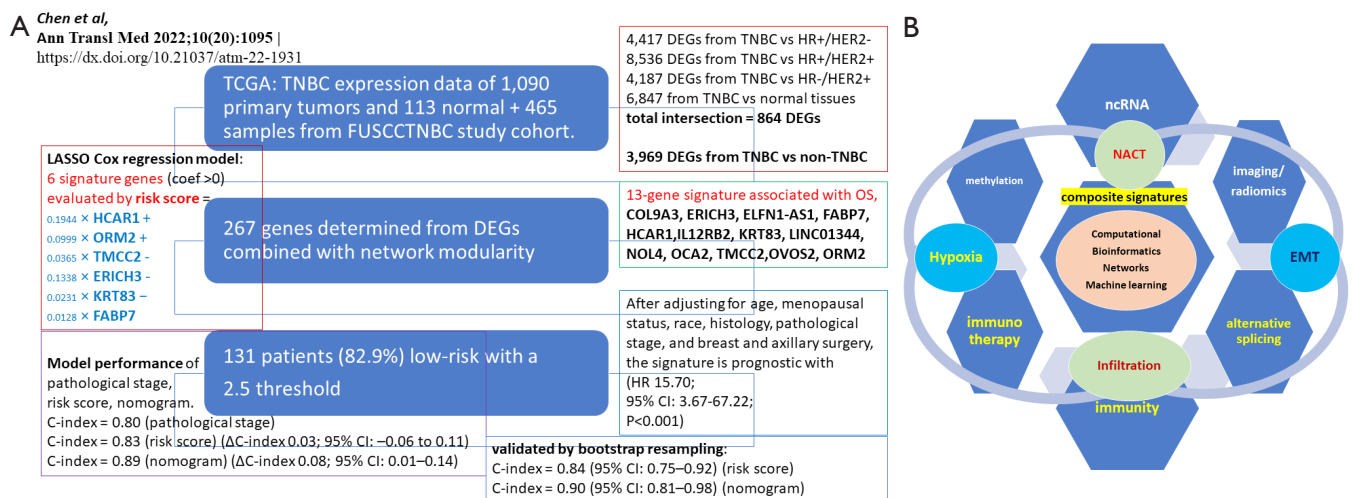 A
Chen et al,
Ann Transl Med 2022;10(20):1095 |
https://dx.doi.org/10.21037/atm-22-1931
TCGA: TNBC expression data of 1,090
primary tumors and 113 normal + 465
samples from FUSCCTNBC study cohort.
4,417 DEGs from TNBC vs HR+/HER2-
8,536 DEGs from TNBC vs HR+/HER2+
4,187 DEGs from TNBC vs HR-/HER2+
6,847 from TNBC vs normal tissues
total intersection = 864 DEGs
3,969 DEGs from TNBC vs non-TNBC
LASSO Cox regression model:
6 signature genes (coef >0)
evaluated by risk score =
0.1944 × HCAR1 +
0.0999 × ORM2 +
0.0365 × TMCC2 -
0.1338 × ERICH3 -
0.0231 × KRT83 –
0.0128 × FABP7
267 genes determined from DEGs
combined with network modularity
13-gene signature associated with OS,
COL9A3, ERICH3, ELFN1-AS1, FABP7,
HCAR1,IL12RB2, KRT83, LINC01344,
NOL4, OCA2, TMCC2,OVOS2, ORM2
131 patients (82.9%) low-risk with a
2.5 threshold
After adjusting for age, menopausal
status, race, histology, pathological
stage, and breast and axillary surgery,
the signature is prognostic with
(HR 15.70;
95% CI: 3.67-67.22;
P<0.001)
Model performance of
pathological stage,
risk score, nomogram.
C-index = 0.80 (pathological stage)
C-index = 0.83 (risk score) (ΔC-index 0.03; 95% CI: –0.06 to 0.11)
C-index = 0.89 (nomogram) (ΔC-index 0.08; 95% CI: 0.01–0.14)
validated by bootstrap resampling:
C-index = 0.84 (95% CI: 0.75–0.92) (risk score)
C-index = 0.90 (95% CI: 0.81–0.98) (nomogram)
B
ncRNA
NACT
methylation
imaging/
radiomics
composite signatures
Computational
Bioinformatics
Networks
Machine learning
Hypoxia
EMT
immuno
therapy
alternative
splicing
Infiltration
immunity